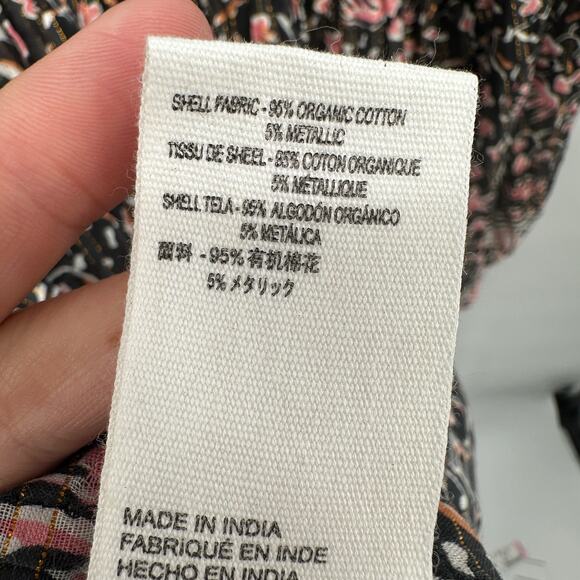 SHELL FABRIC - 95% ORGANIC COTTON
5% METALLIC
TISSU DE SHEEL - 95% COTON ORGANIQUE
5% MÉTALLIQUE
SHELL TELA - 95% ALGODÓN ORGÁNICO
5% METÁLICA
面料 - 95% 有机棉花
5% メタリック
MADE IN INDIA
FABRIQUÉ EN INDE
HECHO EN INDIA